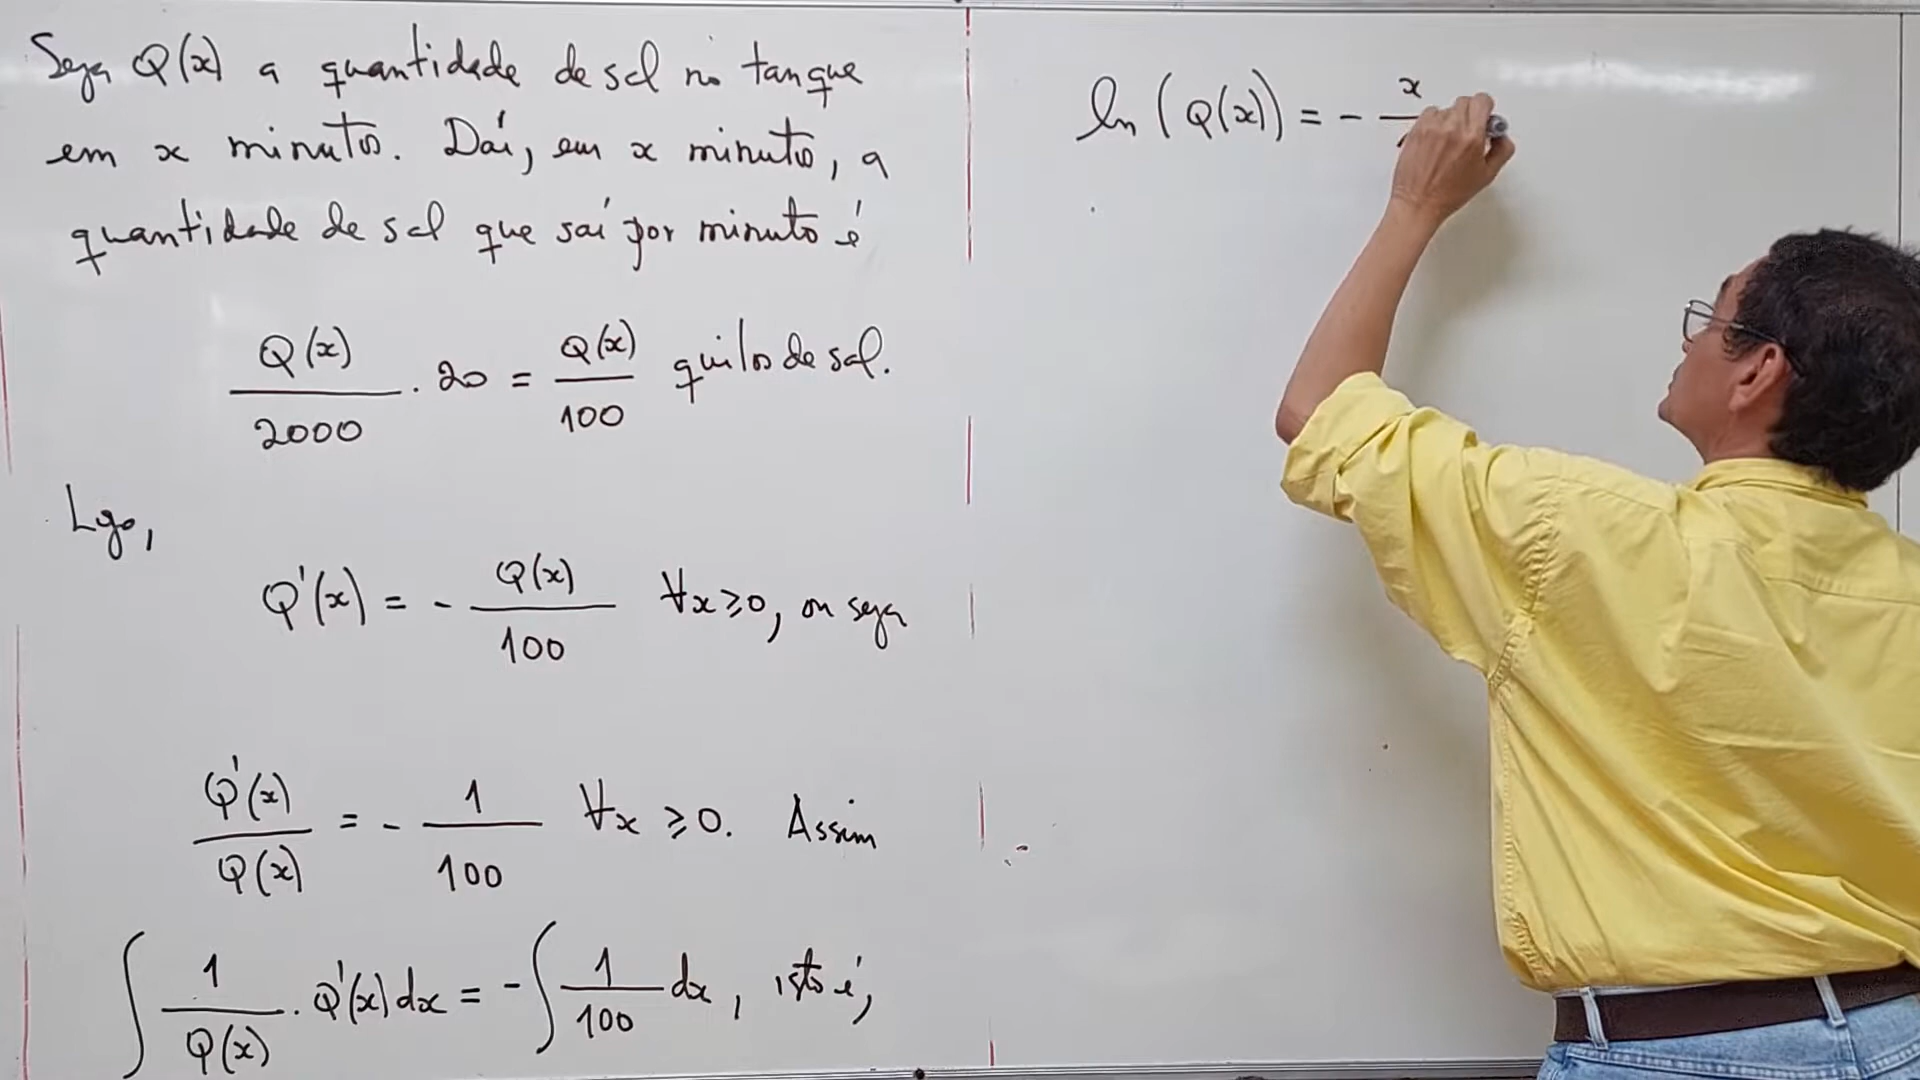 Seja Q(x) a quantidade de sal no tanque
em x minutos. Daí, em x minutos, a
quantidade de sal que sai por minuto é
Q(x)/2000 . 20 = Q(x)/100 quilos de sal.
Logo,
Q'(x) = - Q(x)/100 ∀x≥0, ou seja
Q'(x)/Q(x) = - 1/100 ∀x ≥ 0. Assim
∫ 1/Q(x) . Q'(x) dx = - ∫ 1/100 dx, isto é,
ln (Q(x)) = - x